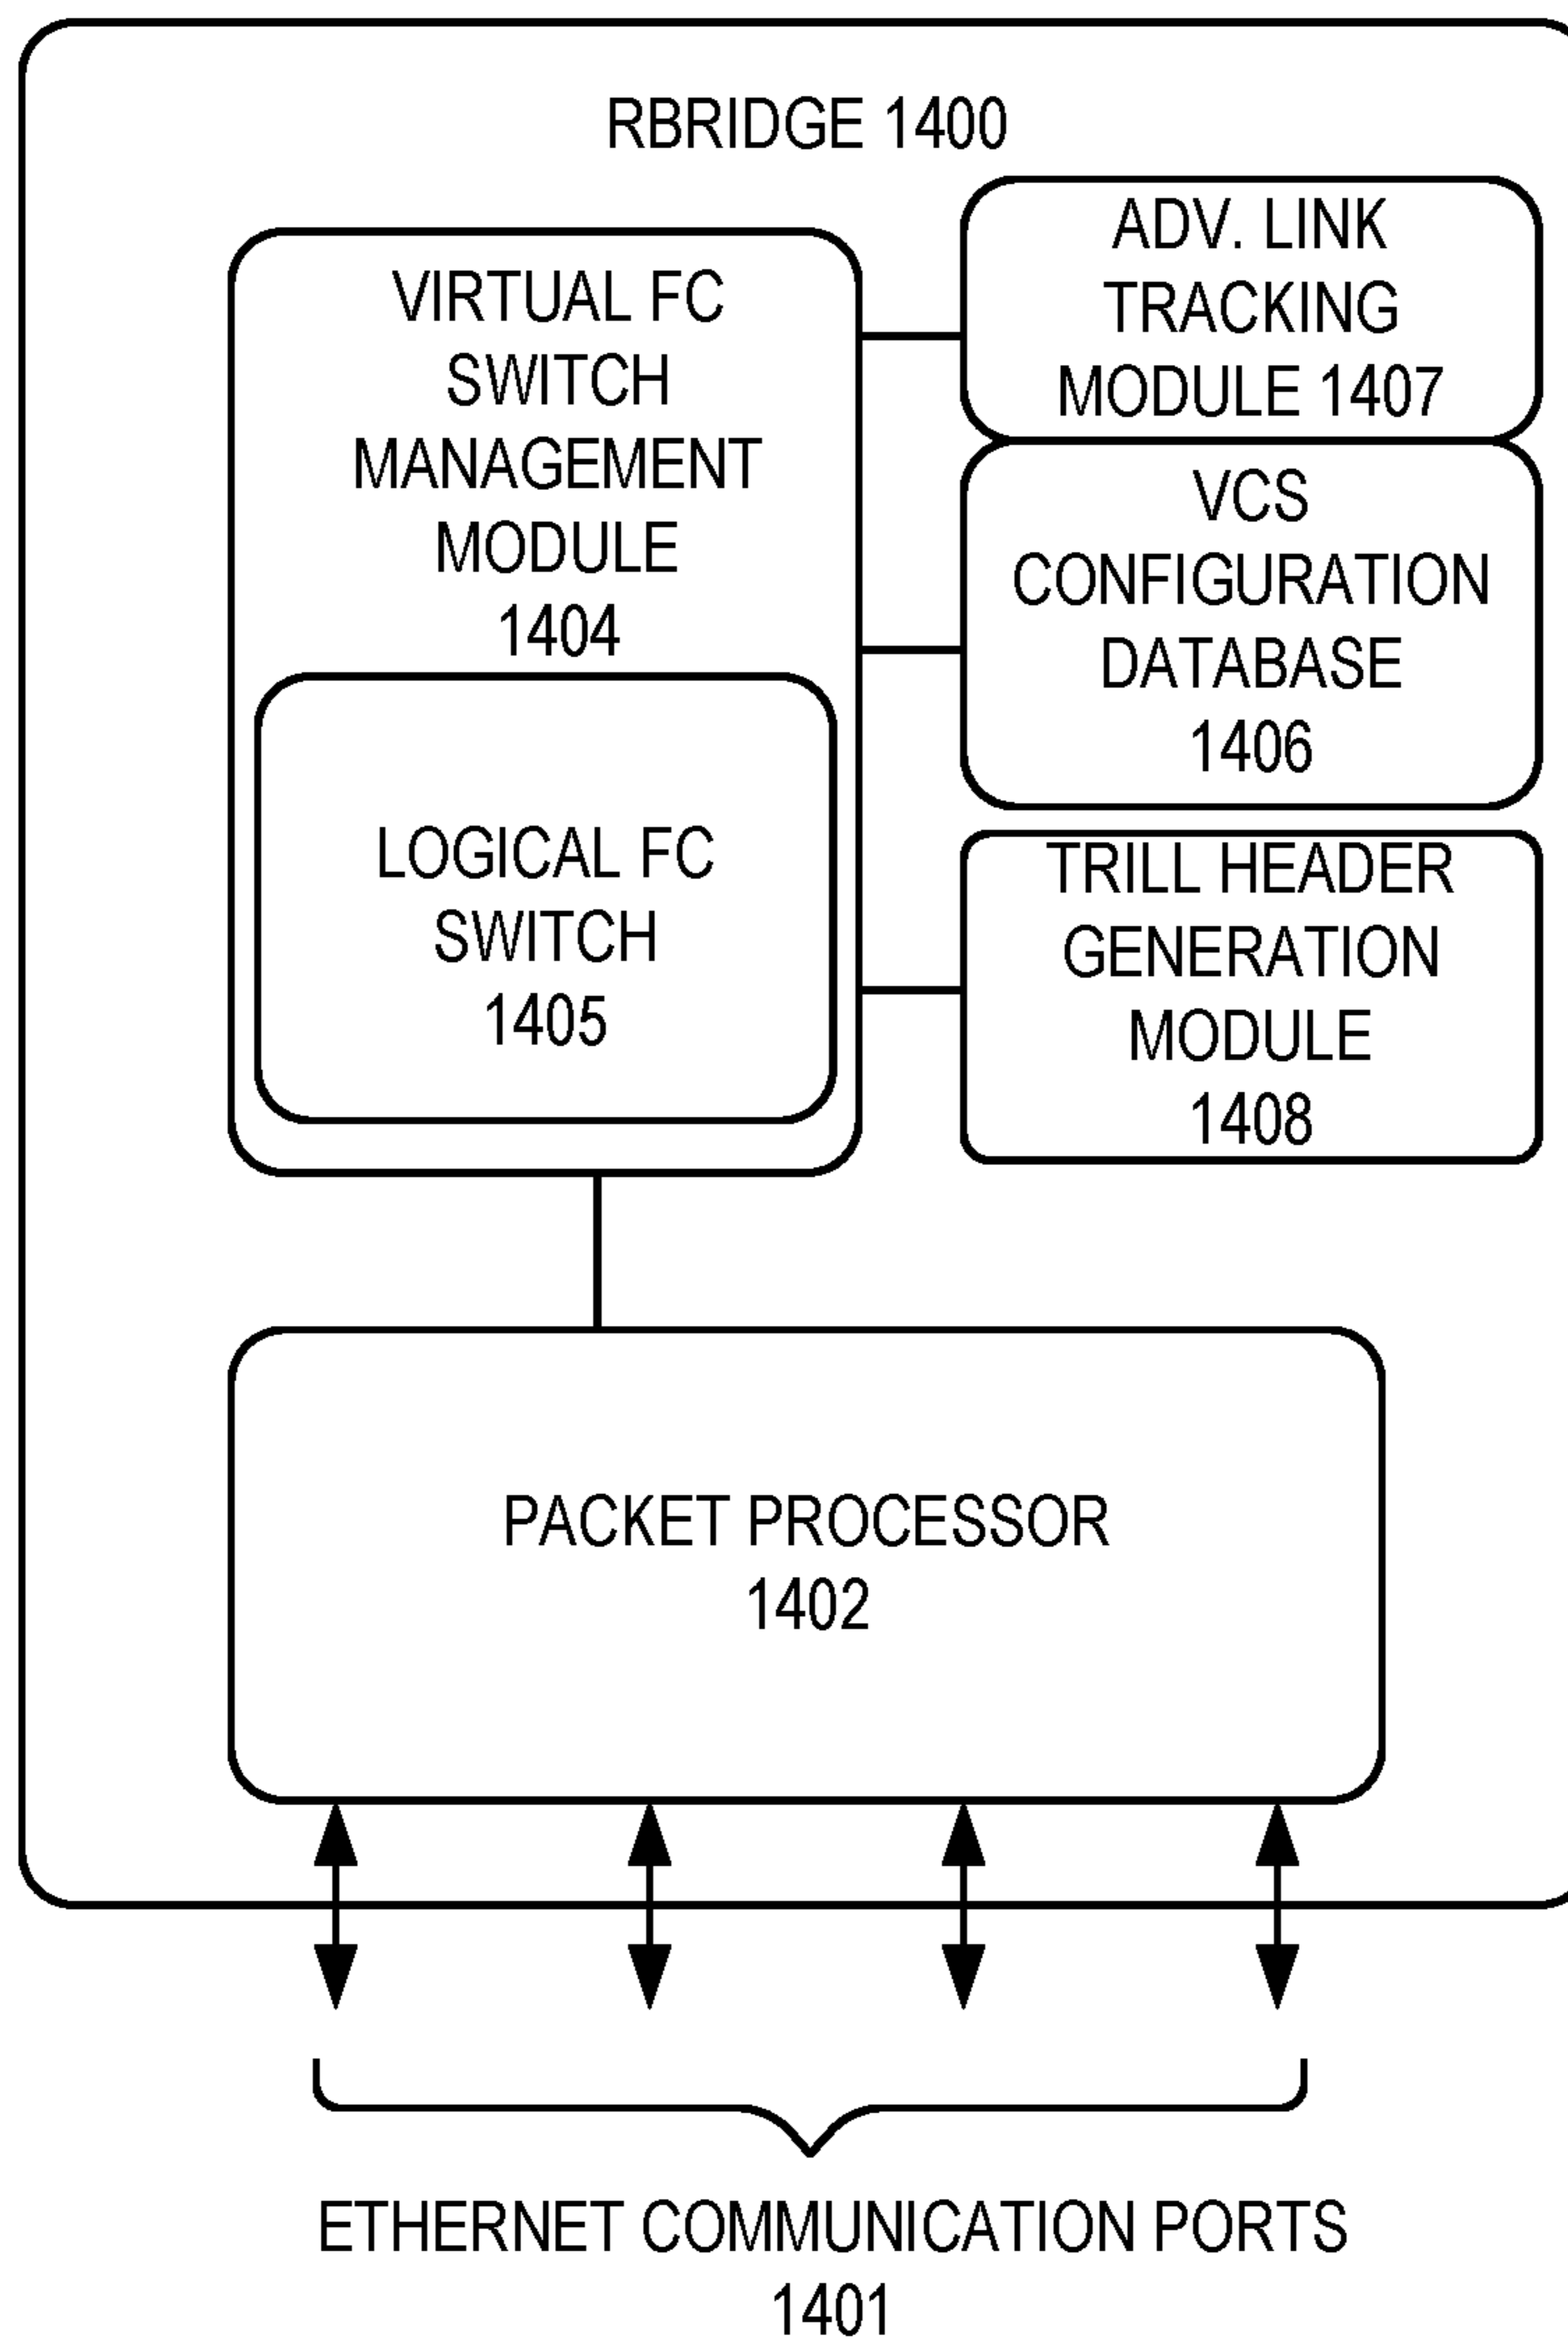 RBRIDGE 1400
VIRTUAL FC
SWITCH
MANAGEMENT
MODULE
1404
LOGICAL FC
SWITCH
1405
ADV. LINK
TRACKING
MODULE 1407
VCS
CONFIGURATION
DATABASE
1406
TRILL HEADER
GENERATION
MODULE
1408
PACKET PROCESSOR
1402
ETHERNET COMMUNICATION PORTS
1401